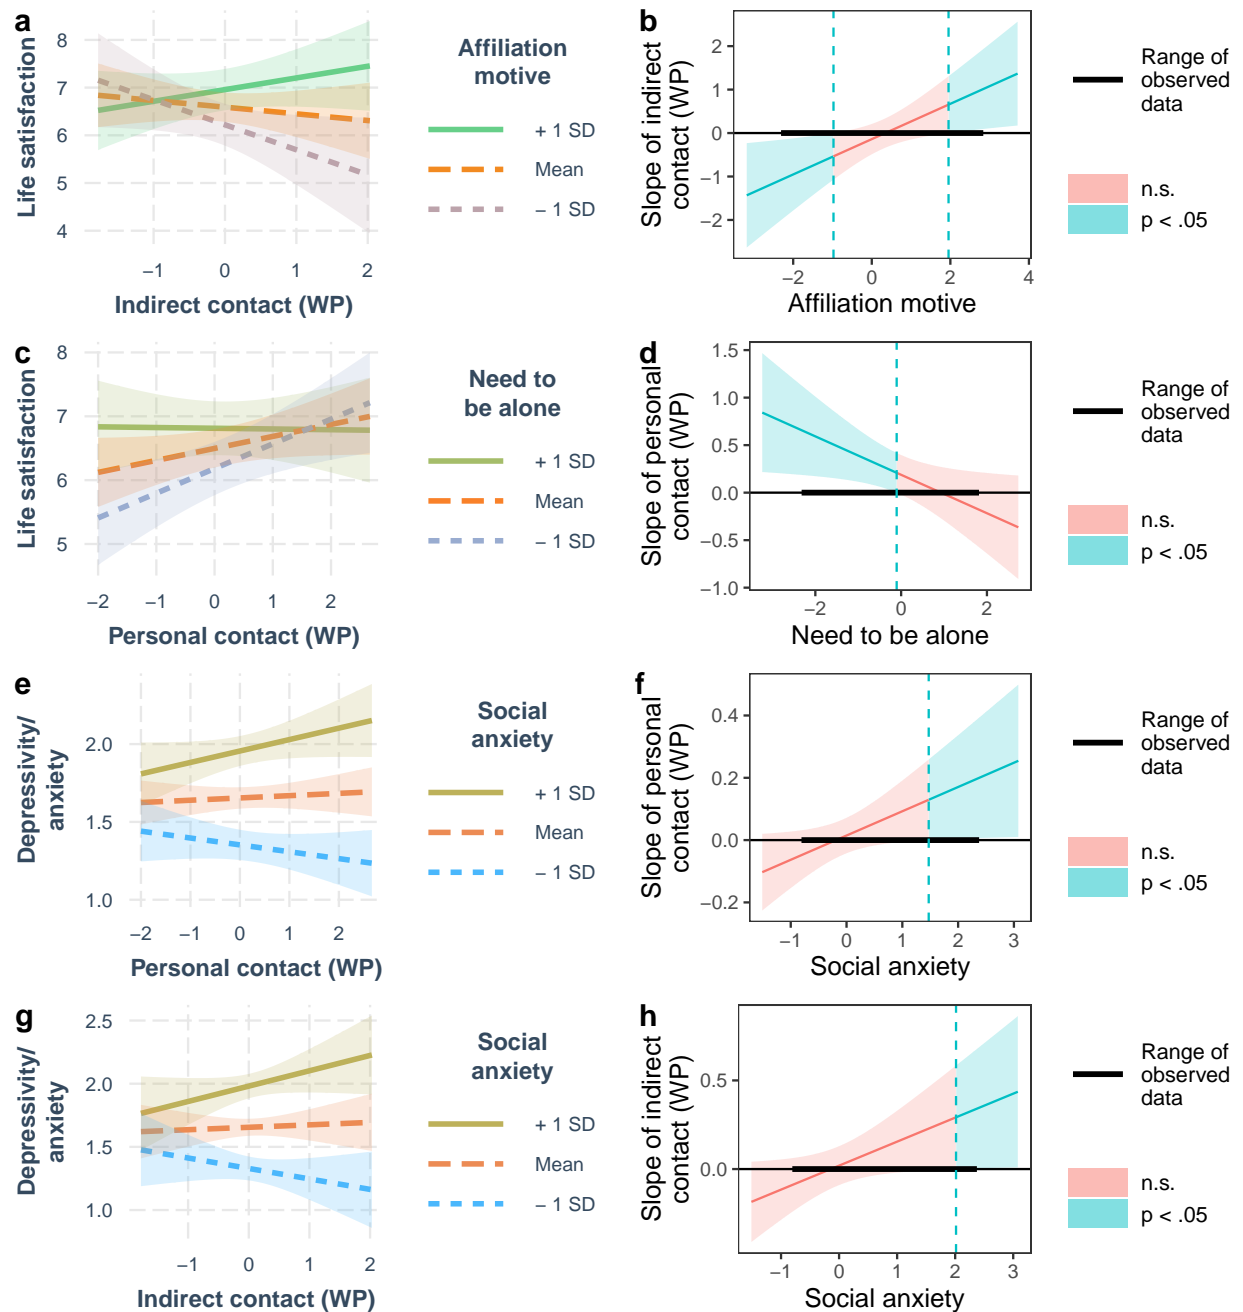 a
Life satisfaction
8
7
6
5
4
−1 0 1 2
Indirect contact (WP)
Affiliation
motive
+ 1 SD
Mean
− 1 SD
b
Slope of indirect
contact (WP)
2
1
0
−1
−2
−2 0 2 4
Affiliation motive
Range of
observed
data
n.s.
p < .05
c
Life satisfaction
8
7
6
5
−2 −1 0 1 2
Personal contact (WP)
Need to
be alone
+ 1 SD
Mean
− 1 SD
d
Slope of personal
contact (WP)
1.5
1.0
0.5
0.0
−0.5
−1.0
−2 0 2
Need to be alone
Range of
observed
data
n.s.
p < .05
e
Depressivity/
anxiety
2.0
1.5
1.0
−2 −1 0 1 2
Personal contact (WP)
Social
anxiety
+ 1 SD
Mean
− 1 SD
f
Slope of personal
contact (WP)
0.4
0.2
0.0
−0.2
−1 0 1 2 3
Social anxiety
Range of
observed
data
n.s.
p < .05
g
Depressivity/
anxiety
2.5
2.0
1.5
1.0
−1 0 1 2
Indirect contact (WP)
Social
anxiety
+ 1 SD
Mean
− 1 SD
h
Slope of indirect
contact (WP)
0.5
0.0
−1 0 1 2 3
Social anxiety
Range of
observed
data
n.s.
p < .05